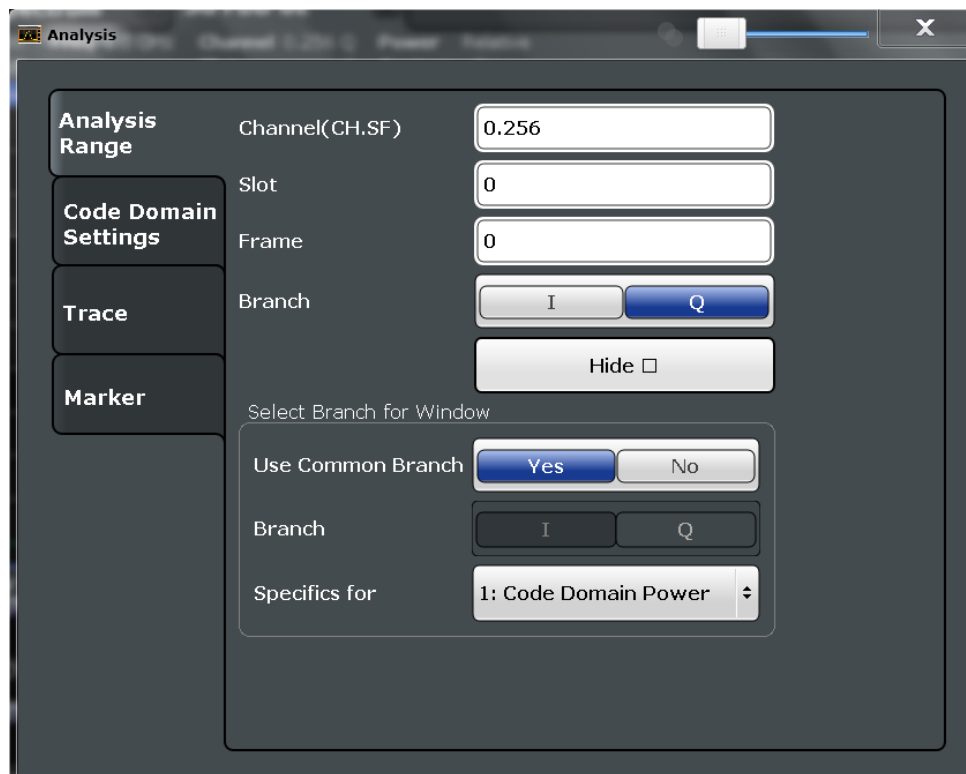 Analysis
X
Analysis
Range
Channel(CH.SF)
0.256
Slot
0
Code Domain
Settings
Frame
0
Branch
I
Q
Trace
Hide
Marker
Select Branch for Window
Use Common Branch
Yes
No
Branch
I
Q
Specifics for
1: Code Domain Power